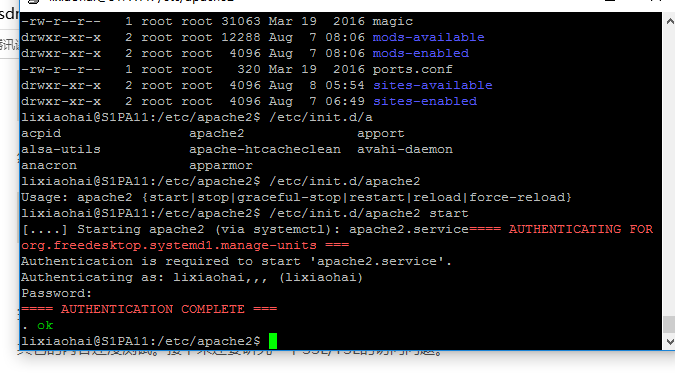 -rw-r--r-- 1 root root 31063 Mar 19 2016 magic
drwxr-xr-x 2 root root 12288 Aug 7 08:06 mods-available
drwxr-xr-x 2 root root 4096 Aug 7 08:06 mods-enabled
-rw-r--r-- 1 root root 320 Mar 19 2016 ports.conf
drwxr-xr-x 2 root root 4096 Aug 8 05:54 sites-available
drwxr-xr-x 2 root root 4096 Aug 7 06:49 sites-enabled
lixiaohai@S1PA11:/etc/apache2$ /etc/init.d/a
acpid apache2 apport
alsa-utils apache-htcacheclean avahi-daemon
anacron apparmor
lixiaohai@S1PA11:/etc/apache2$ /etc/init.d/apache2
Usage: apache2 {start|stop|graceful-stop|restart|reload|force-reload}
lixiaohai@S1PA11:/etc/apache2$ /etc/init.d/apache2 start
[....] Starting apache2 (via systemctl): apache2.service==== AUTHENTICATING FOR
org.freedesktop.systemd1.manage-units ===
Authentication is required to start 'apache2.service'.
Authenticating as: lixiaohai,,, (lixiaohai)
Password:
==== AUTHENTICATION COMPLETE ===
. ok
lixiaohai@S1PA11:/etc/apache2$